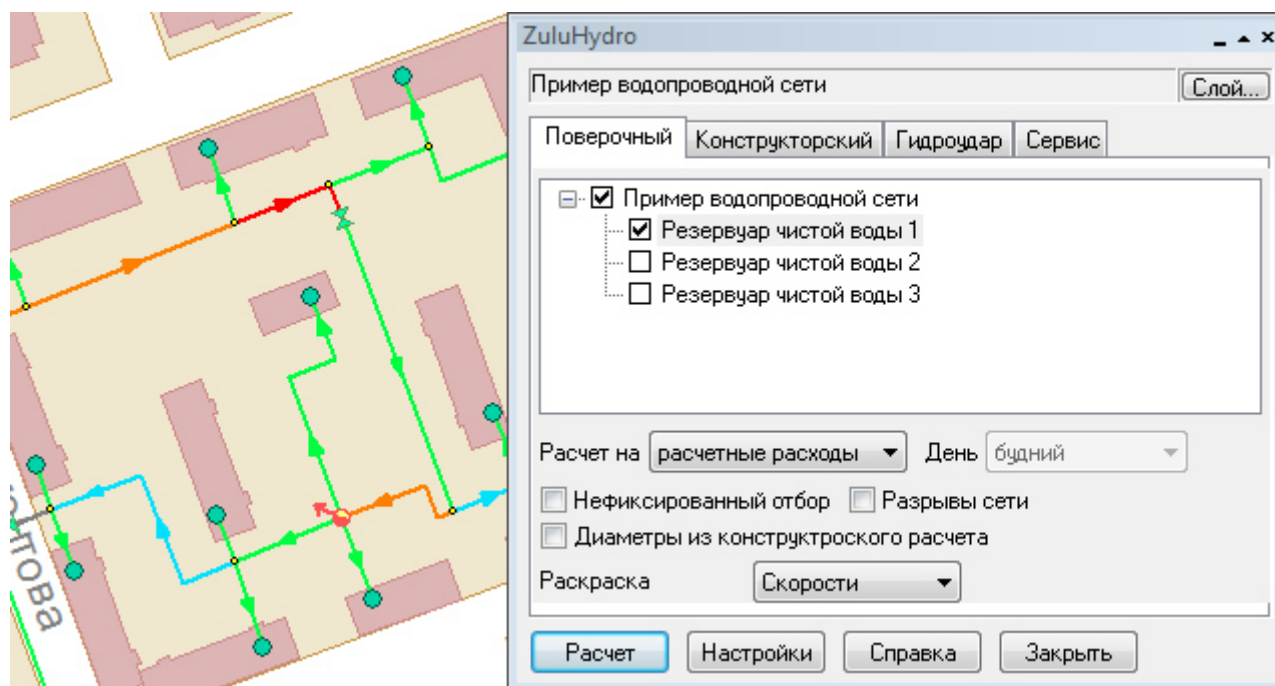 ZuluHydro
Пример водопроводной сети
Слой...
Поверочный Конструкторский Гидроудар Сервис
Пример водопроводной сети
Резервуар чистой воды 1
Резервуар чистой воды 2
Резервуар чистой воды 3
Расчет на расчетные расходы День будний
Нефиксированный отбор Разрывы сети
Диаметры из конструктроского расчета
Раскраска Скорости
Расчет Настройки Справка Закрыть